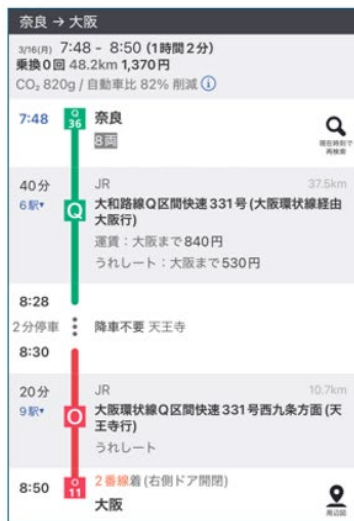 奈良 → 大阪
3/16(月) 7:48 - 8:50 (1時間2分)
乗換0回 48.2km 1,370円
CO₂ 820g / 自動車比 82% 削減 ⓘ
7:48 Q 36 奈良
8両
現在時刻で
再検索
40分 JR 37.5km
6駅▾ Q 大和路線Q区間快速331号(大阪環状線経由
大阪行)
運賃：大阪まで840円
うれしート：大阪まで530円
8:28
2分停車 降車不要 天王寺
8:30
20分 JR 10.7km
9駅▾ O 大阪環状線Q区間快速331号西九条方面(天
王寺行)
うれしート
2番線着(右側ドア開閉)
8:50 O 11 大阪
周辺図